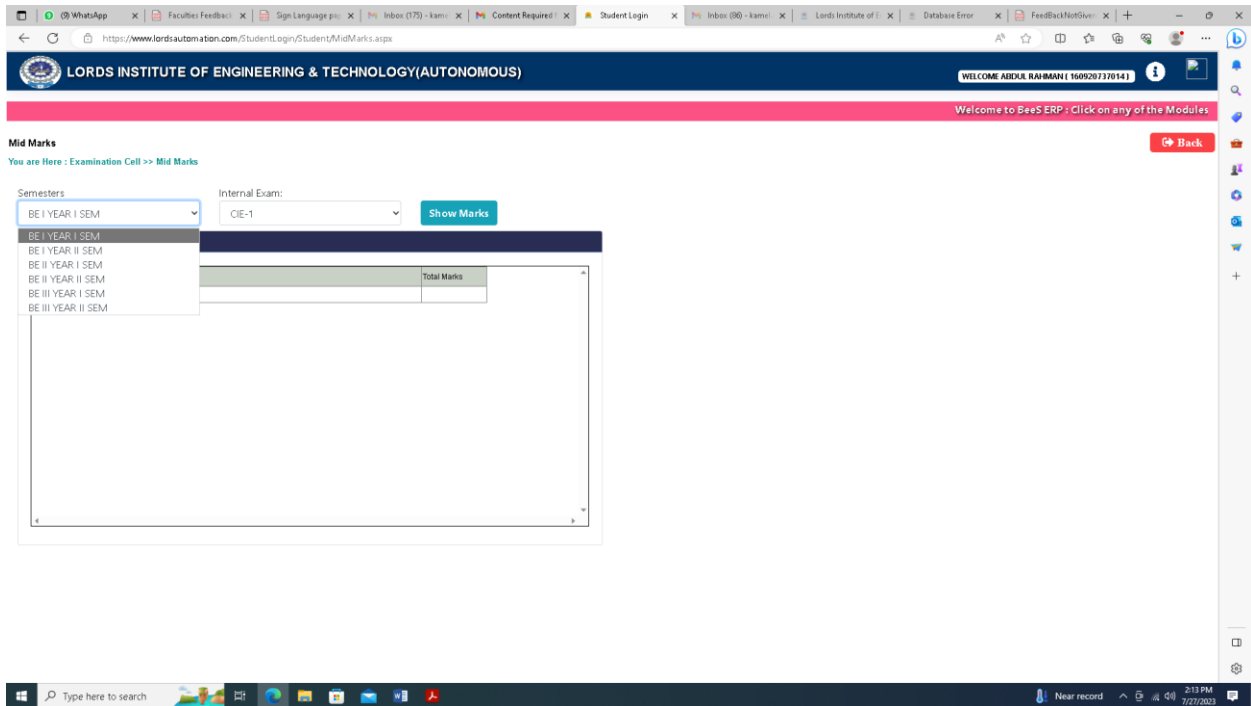 (9) WhatsApp
Faculties Feedback
Sign Language pap
Inbox (175) - kame
Content Required
Student Login
Inbox (86) - kamel
Lords Institute of E
Database Error
FeedBackNotGiven
https://www.lordsautomation.com/StudentLogin/Student/MidMarks.aspx
LORDS INSTITUTE OF ENGINEERING & TECHNOLOGY(AUTONOMOUS)
WELCOME ABDUL RAHMAN ( 160920737014 )
Welcome to BeeS ERP : Click on any of the Modules
Mid Marks
Back
You are Here : Examination Cell >> Mid Marks
Semesters
Internal Exam:
BE I YEAR I SEM
CIE-1
Show Marks
BE I YEAR I SEM
BE I YEAR II SEM
BE II YEAR I SEM
BE II YEAR II SEM
BE III YEAR I SEM
BE III YEAR II SEM
Total Marks
Type here to search
Near record
2:13 PM
7/27/2023